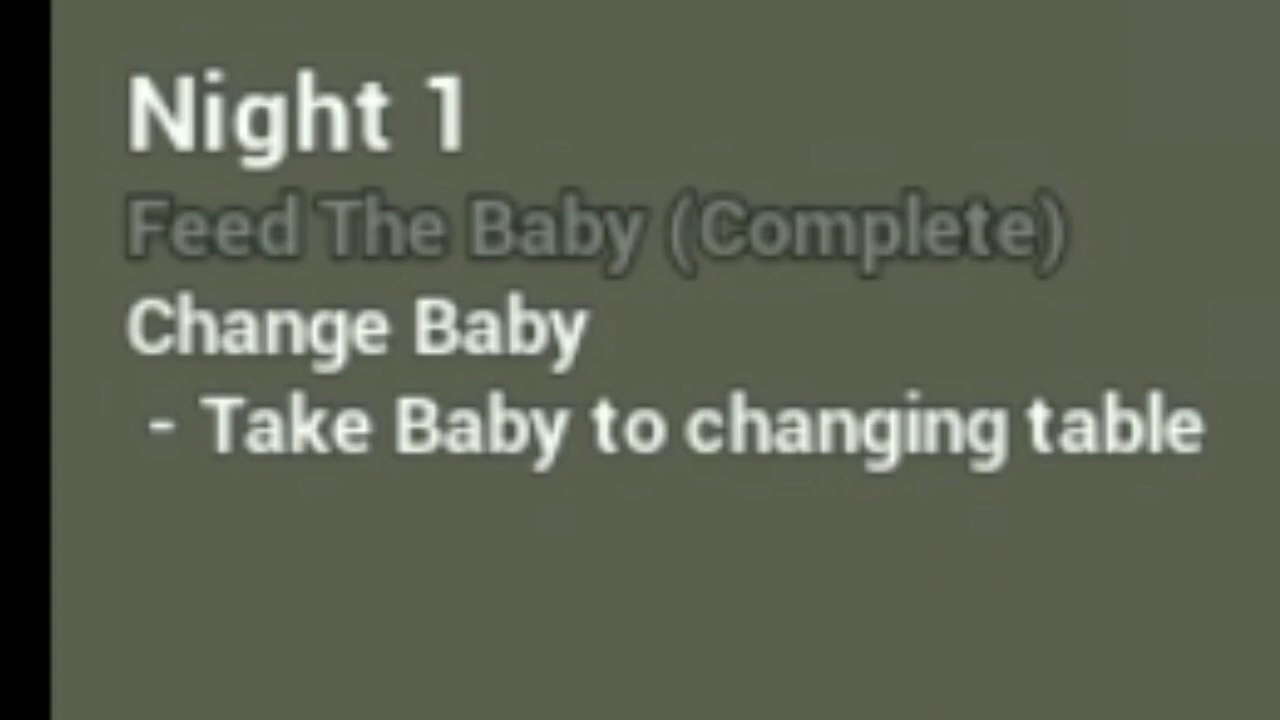 Night 1
Feed The Baby (Complete)
Change Baby
- Take Baby to changing table